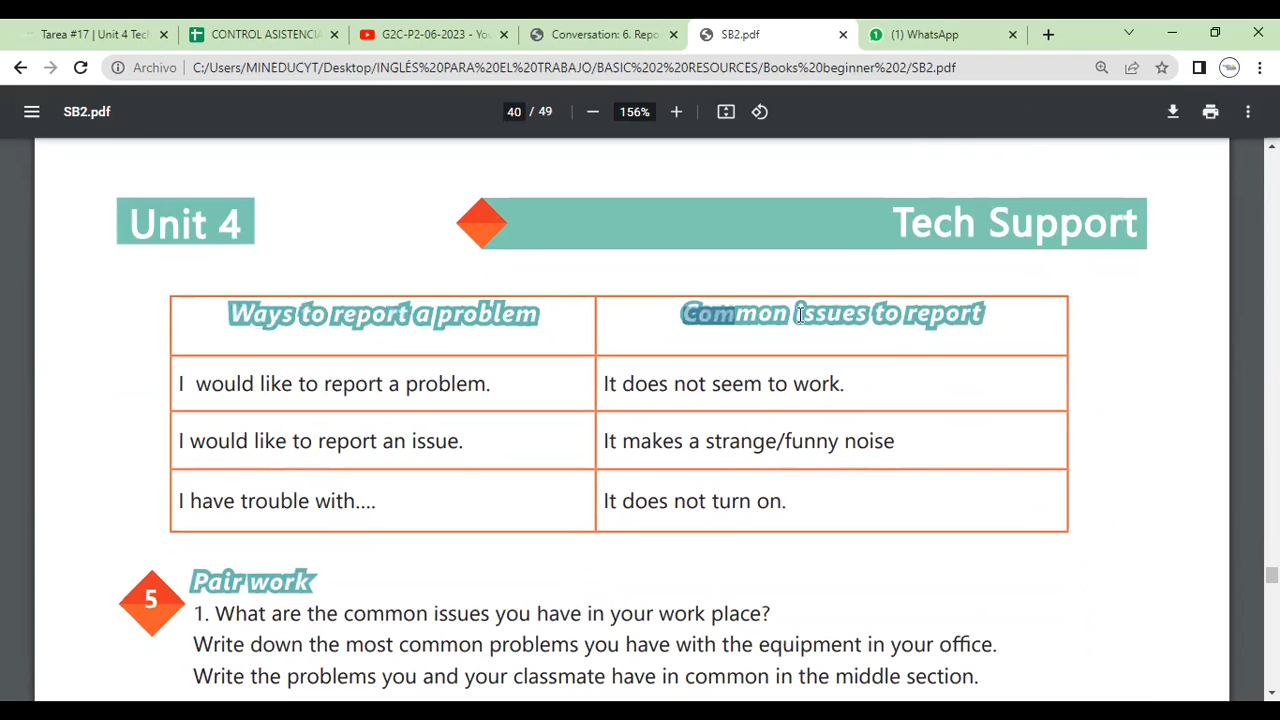 Tarea #17 | Unit 4 Tech
CONTROL ASISTENCIA
G2C-P2-06-2023 - You
Conversation: 6. Repo
SB2.pdf
(1) WhatsApp
Archivo
C:/Users/MINEDUCYT/Desktop/INGLÉS%20PARA%20EL%20TRABAJO/BASIC%202%20RESOURCES/Books%20beginner%202/SB2.pdf
SB2.pdf
40 / 49
156%
Unit 4
Tech Support
Ways to report a problem
Common issues to report
I would like to report a problem.
It does not seem to work.
I would like to report an issue.
It makes a strange/funny noise
I have trouble with....
It does not turn on.
5
Pair work
1. What are the common issues you have in your work place?
Write down the most common problems you have with the equipment in your office.
Write the problems you and your classmate have in common in the middle section.